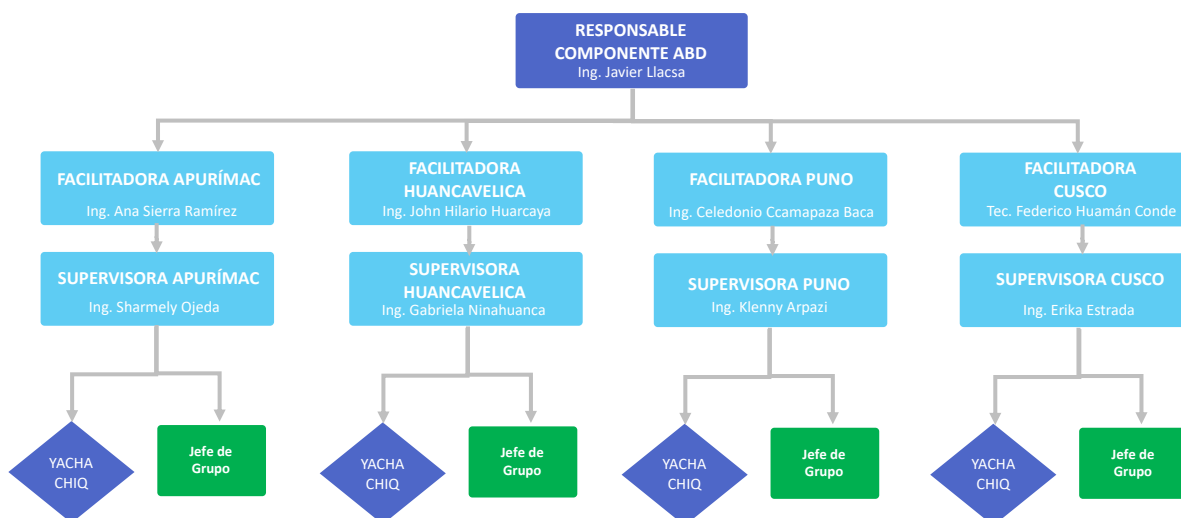 RESPONSABLE
COMPONENTE ABD
Ing. Javier Llacsa
FACILITADORA APURÍMAC
Ing. Ana Sierra Ramírez
FACILITADORA
HUANCAVELICA
Ing. John Hilario Huarcaya
FACILITADORA PUNO
Ing. Celedonio Ccamapaza Baca
FACILITADORA
CUSCO
Tec. Federico Huamán Conde
SUPERVISORA APURÍMAC
Ing. Sharmely Ojeda
SUPERVISORA
HUANCAVELICA
Ing. Gabriela Ninahuanca
SUPERVISORA PUNO
Ing. Klenny Arpazi
SUPERVISORA CUSCO
Ing. Erika Estrada
YACHA
CHIQ
Jefe de
Grupo
YACHA
CHIQ
Jefe de
Grupo
YACHA
CHIQ
Jefe de
Grupo
YACHA
CHIQ
Jefe de
Grupo